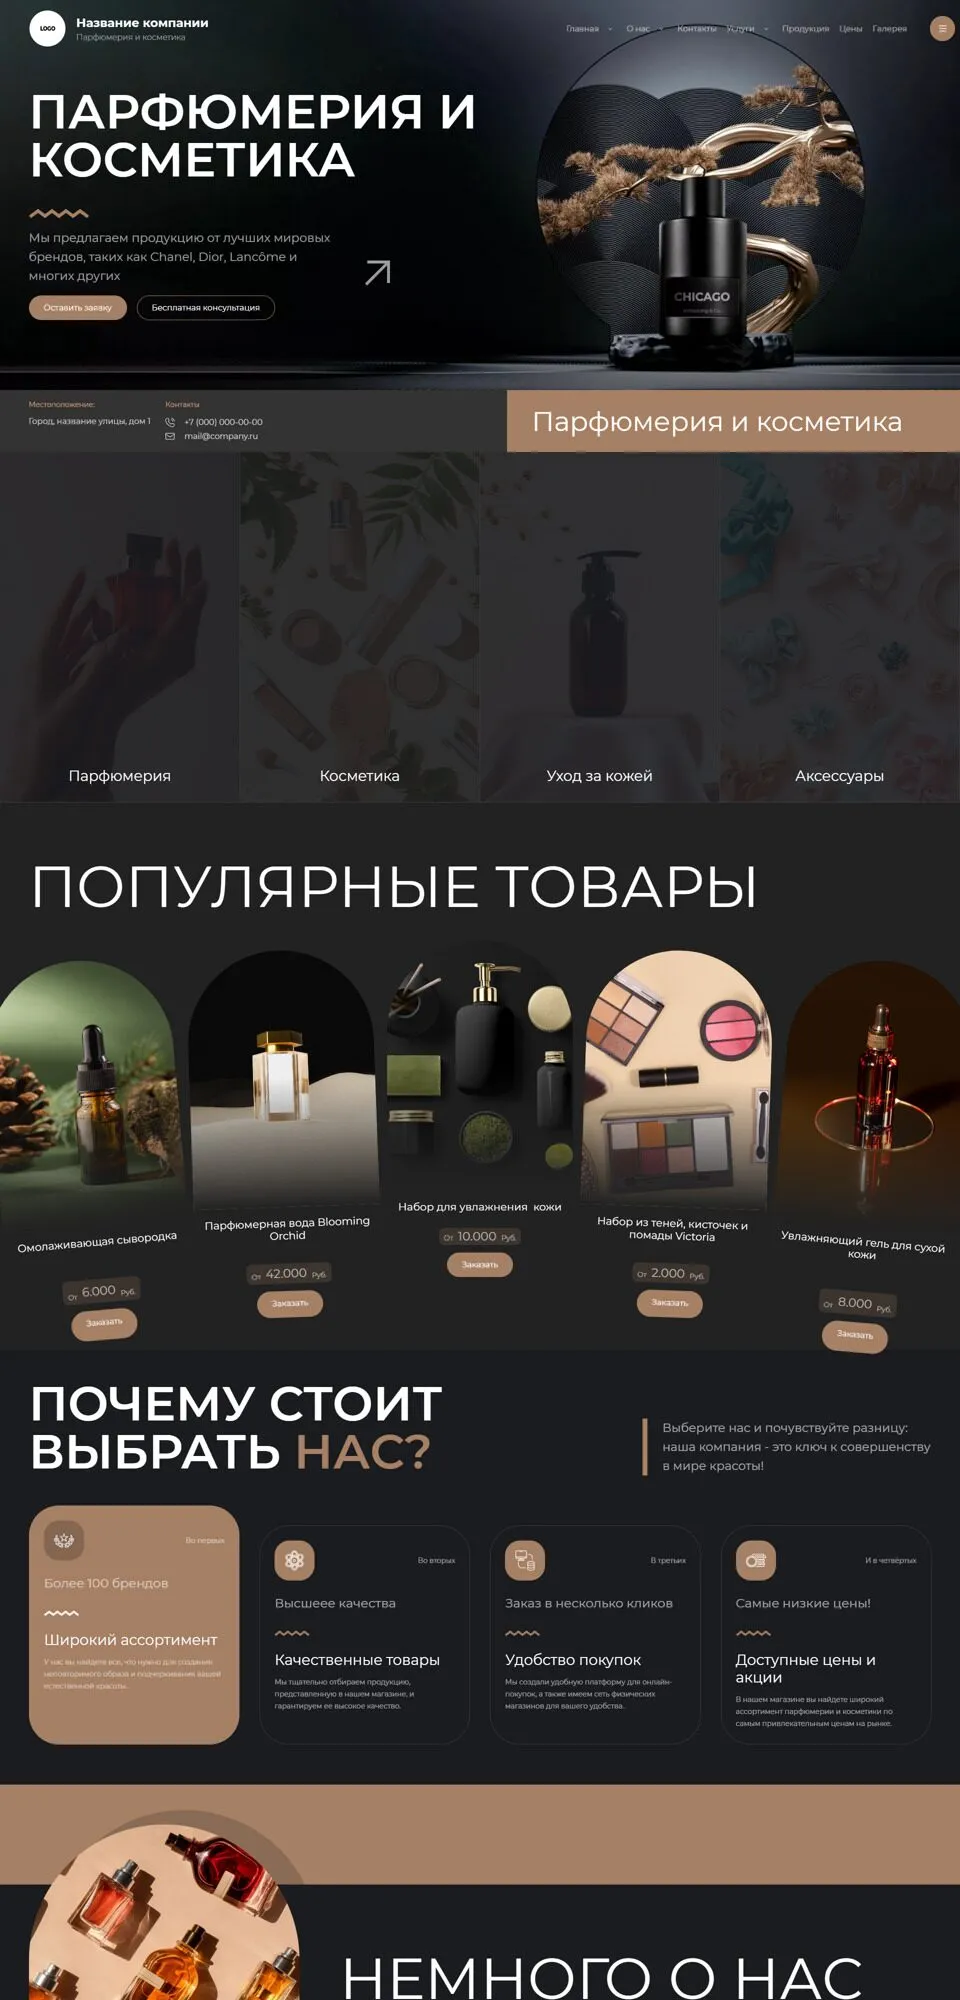 LOGO
Название компании
Парфюмерия и косметика
Главная
О нас
Контакты
Услуги
Продукция
Цены
Галерея
ПАРФЮМЕРИЯ И
КОСМЕТИКА
Мы предлагаем продукцию от лучших мировых
брендов, таких как Chanel, Dior, Lancôme и
многих других
Оставить заявку
Бесплатная консультация
CHICAGO
Местоположение:
Город, название улицы, дом 1
Контакты
+7 (000) 000-00-00
mail@company.ru
Парфюмерия и косметика
Парфюмерия
Косметика
Уход за кожей
Аксессуары
ПОПУЛЯРНЫЕ ТОВАРЫ
Омолаживающая сывородка
От 6.000 Руб.
Заказать
Парфюмерная вода Blooming
Orchid
От 42.000 Руб.
Заказать
Набор для увлажнения кожи
От 10.000 Руб.
Заказать
Набор из теней, кисточек и
помады Victoria
От 2.000 Руб.
Заказать
Увлажняющий гель для сухой
кожи
От 8.000 Руб.
Заказать
ПОЧЕМУ СТОИТ
ВЫБРАТЬ НАС?
Выберите нас и почувствуйте разницу:
наша компания - это ключ к совершенству
в мире красоты!
Во первых
Более 100 брендов
Широкий ассортимент
У нас вы найдете все, что нужно для создания
неповторимого образа и подчеркивания вашей
естественной красоты.
Во вторых
Высшеее качества
Качественные товары
Мы тщательно отбираем продукцию,
представленную в нашем магазине, и
гарантируем ее высокое качество.
В третьих
Заказ в несколько кликов
Удобство покупок
Мы создали удобную платформу для онлайн-
покупок, а также имеем сеть физических
магазинов для вашего удобства.
И в четвёртых
Самые низкие цены!
Доступные цены и
акции
В нашем магазине вы найдете широкий
ассортимент парфюмерии и косметики по
самым привлекательным ценам на рынке.
НЕМНОГО О НАС